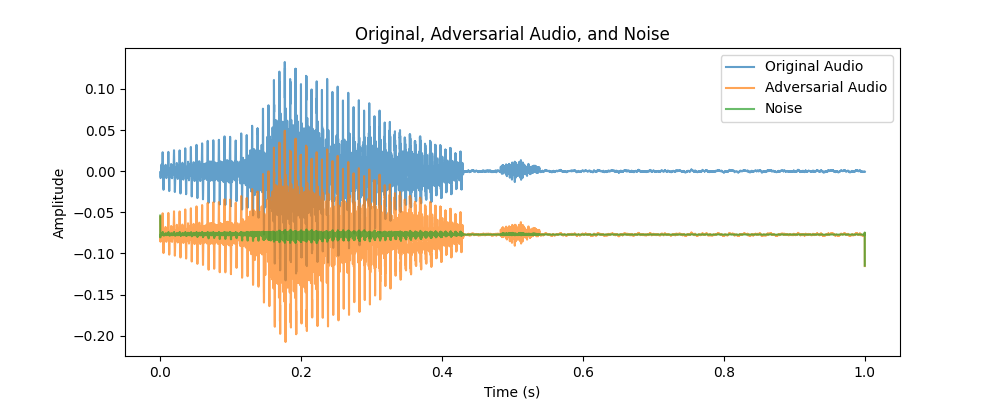 Original, Adversarial Audio, and Noise
Original Audio
Adversarial Audio
Noise
Amplitude
0.10
0.05
0.00
−0.05
−0.10
−0.15
−0.20
0.0
0.2
0.4
0.6
0.8
1.0
Time (s)